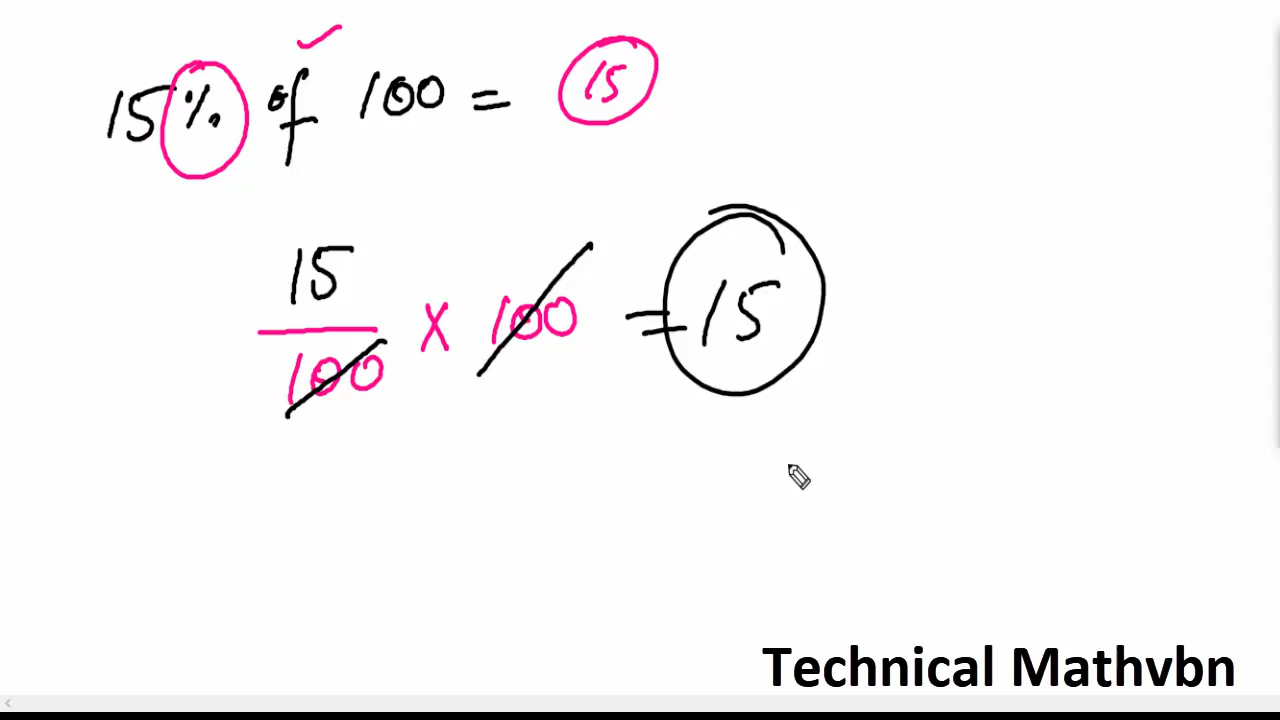 15% of 100 = 15
15
100 x 100 = 15
Technical Mathvbn